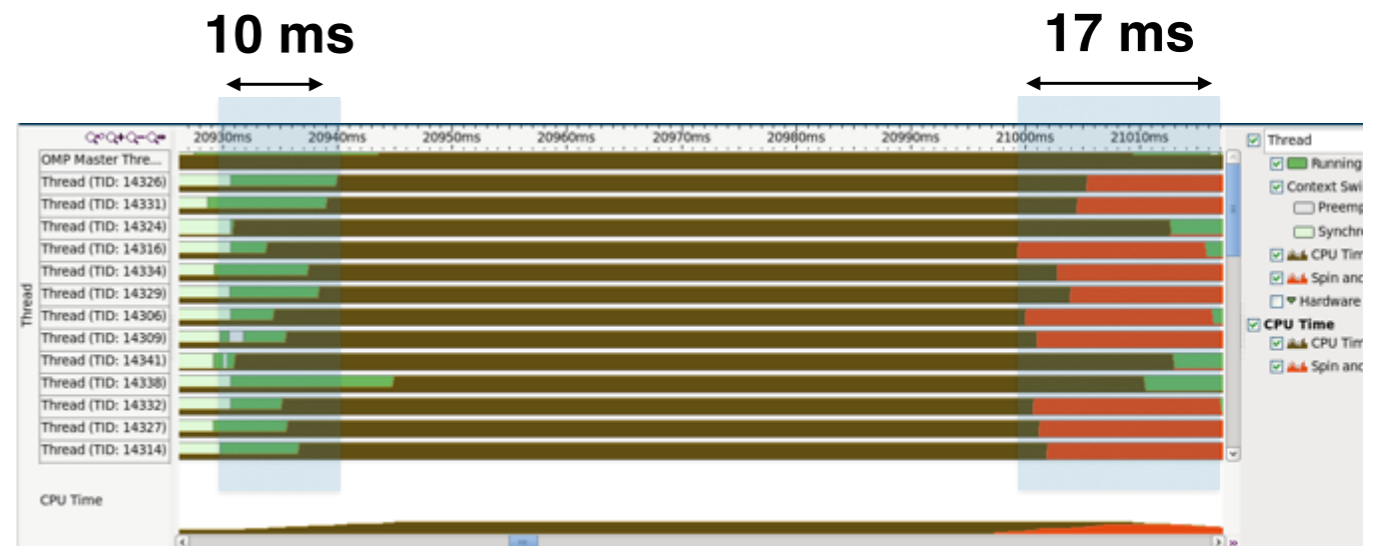 10 ms
17 ms
20930ms 20940ms 20950ms 20960ms 20970ms 20980ms 20990ms 21000ms 21010ms
OMP Master Thre...
Thread (TID: 14326)
Thread (TID: 14331)
Thread (TID: 14324)
Thread (TID: 14316)
Thread (TID: 14334)
Thread (TID: 14329)
Thread (TID: 14306)
Thread (TID: 14309)
Thread (TID: 14341)
Thread (TID: 14338)
Thread (TID: 14332)
Thread (TID: 14327)
Thread (TID: 14314)
Thread
CPU Time
Thread
Running
Context Swi
Preemp
Synchr
CPU Tim
Spin and
Hardware
CPU Time
CPU Tim
Spin and